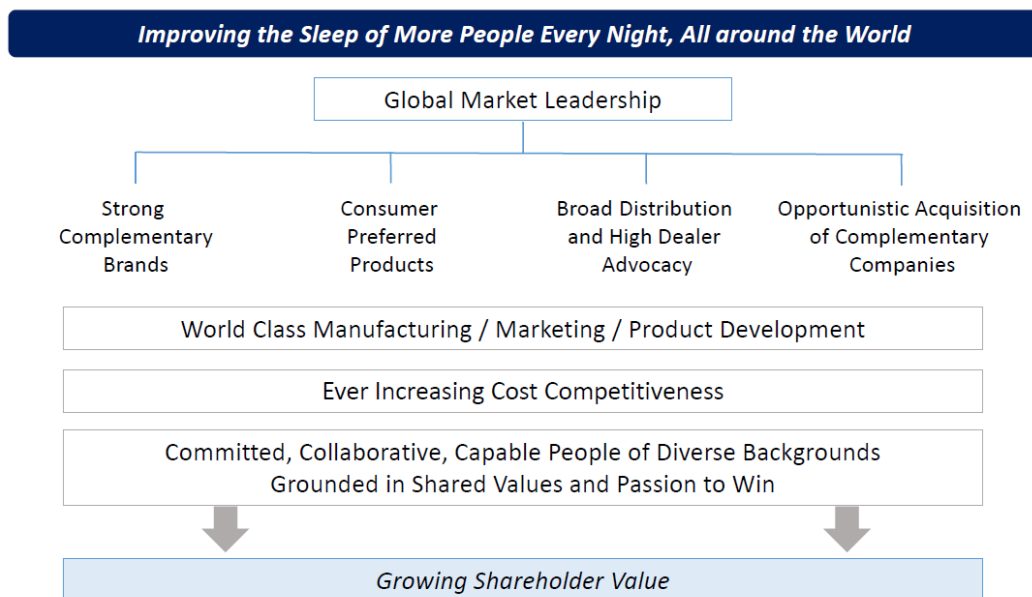 Improving the Sleep of More People Every Night, All around the World
Global Market Leadership
Strong
Complementary
Brands
Consumer
Preferred
Products
Broad Distribution
and High Dealer
Advocacy
Opportunistic Acquisition
of Complementary
Companies
World Class Manufacturing / Marketing / Product Development
Ever Increasing Cost Competitiveness
Committed, Collaborative, Capable People of Diverse Backgrounds
Grounded in Shared Values and Passion to Win
Growing Shareholder Value